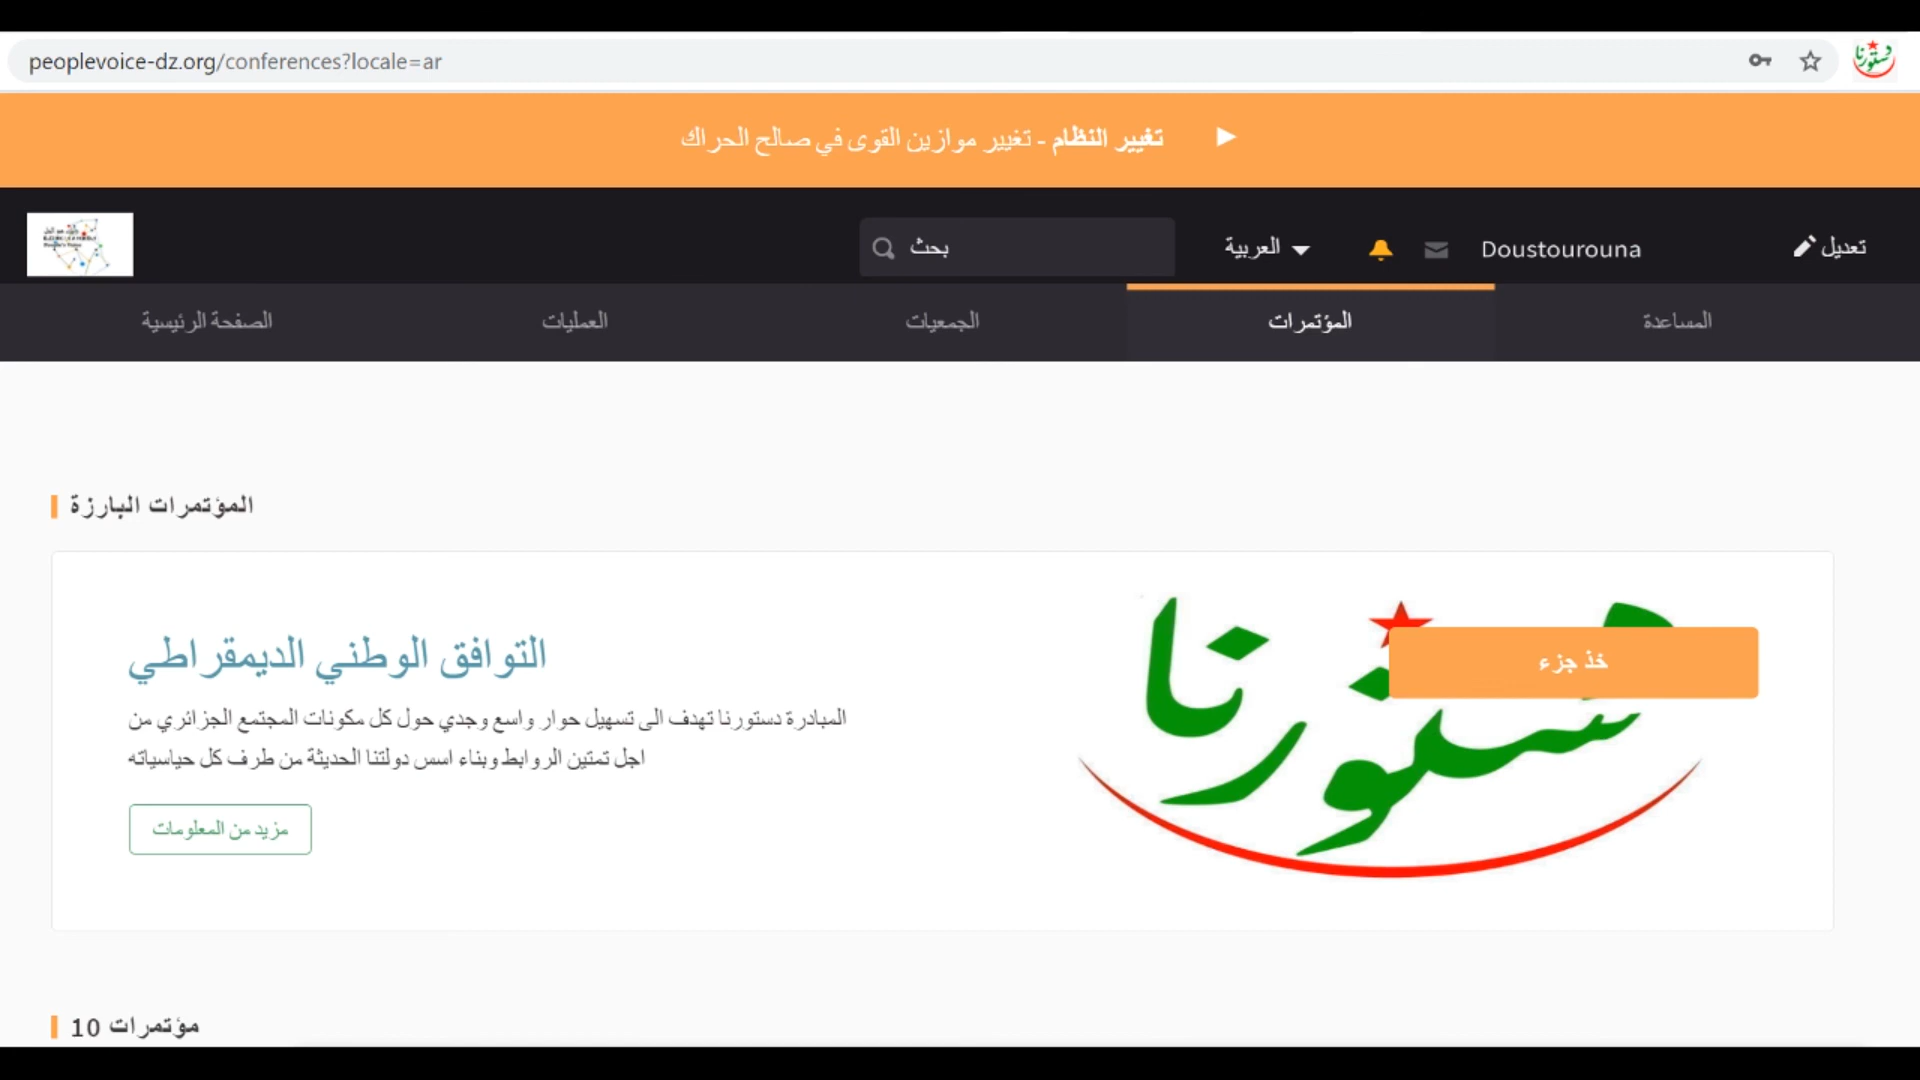 peoplevoice-dz.org/conferences?locale=ar
دستورنا
تغيير النظام - تغيير موازين القوى في صالح الحراك
بحث
العربية
Doustourouna
تعديل
الصفحة الرئيسية
العمليات
الجمعيات
المؤتمرات
المساعدة
المؤتمرات البارزة
التوافق الوطني الديمقراطي
المبادرة دستورنا تهدف الى تسهيل حوار واسع وجدي حول كل مكونات المجتمع الجزائري من
اجل تمتين الروابط وبناء اسس دولتنا الحديثة من طرف كل حياسياته
مزيد من المعلومات
دستورنا
خذ جزء
10 مؤتمرات